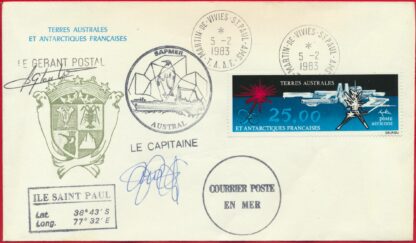 TERRES AUSTRALES
ET ANTARCTIQUES FRANÇAISES
LE GERANT POSTAL
SAPMER
AUSTRAL
LE CAPITAINE
MARTIN-DE-VIVIES-ST-PAUL-AMS
*
5-2
1983
T.A.A.F.
MARTIN-DE-VIVIES-ST-PAUL-AMS
*
5-2
1983
TERRES AUSTRALES
25,00
poste
aérienne
ET ANTARCTIQUES FRANÇAISES
ILE SAINT PAUL
Lat. 38°43'S
Long. 77°32'E
COURRIER POSTE
EN MER